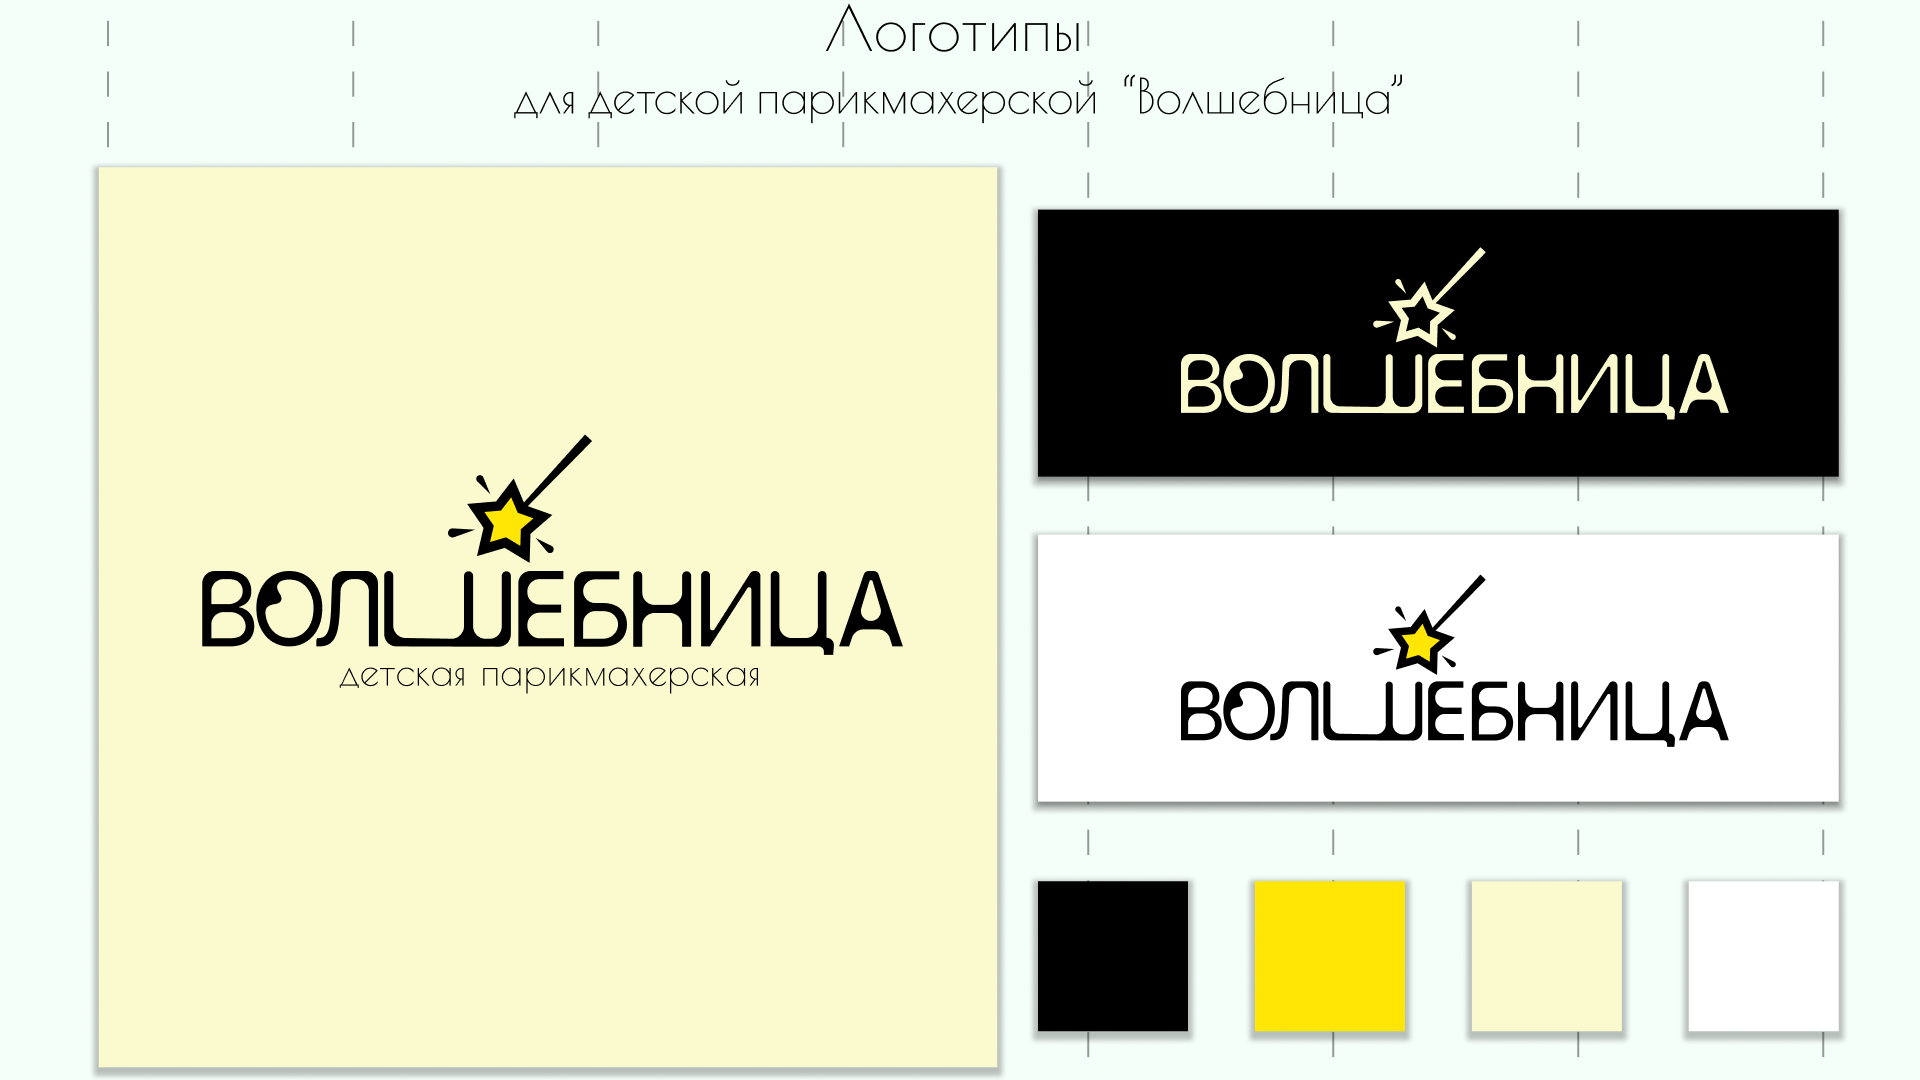 Логотипы
для детской парикмахерской “Волшебница”
ВОЛШЕБНИЦА
детская парикмахерская
ВОЛШЕБНИЦА
ВОЛШЕБНИЦА